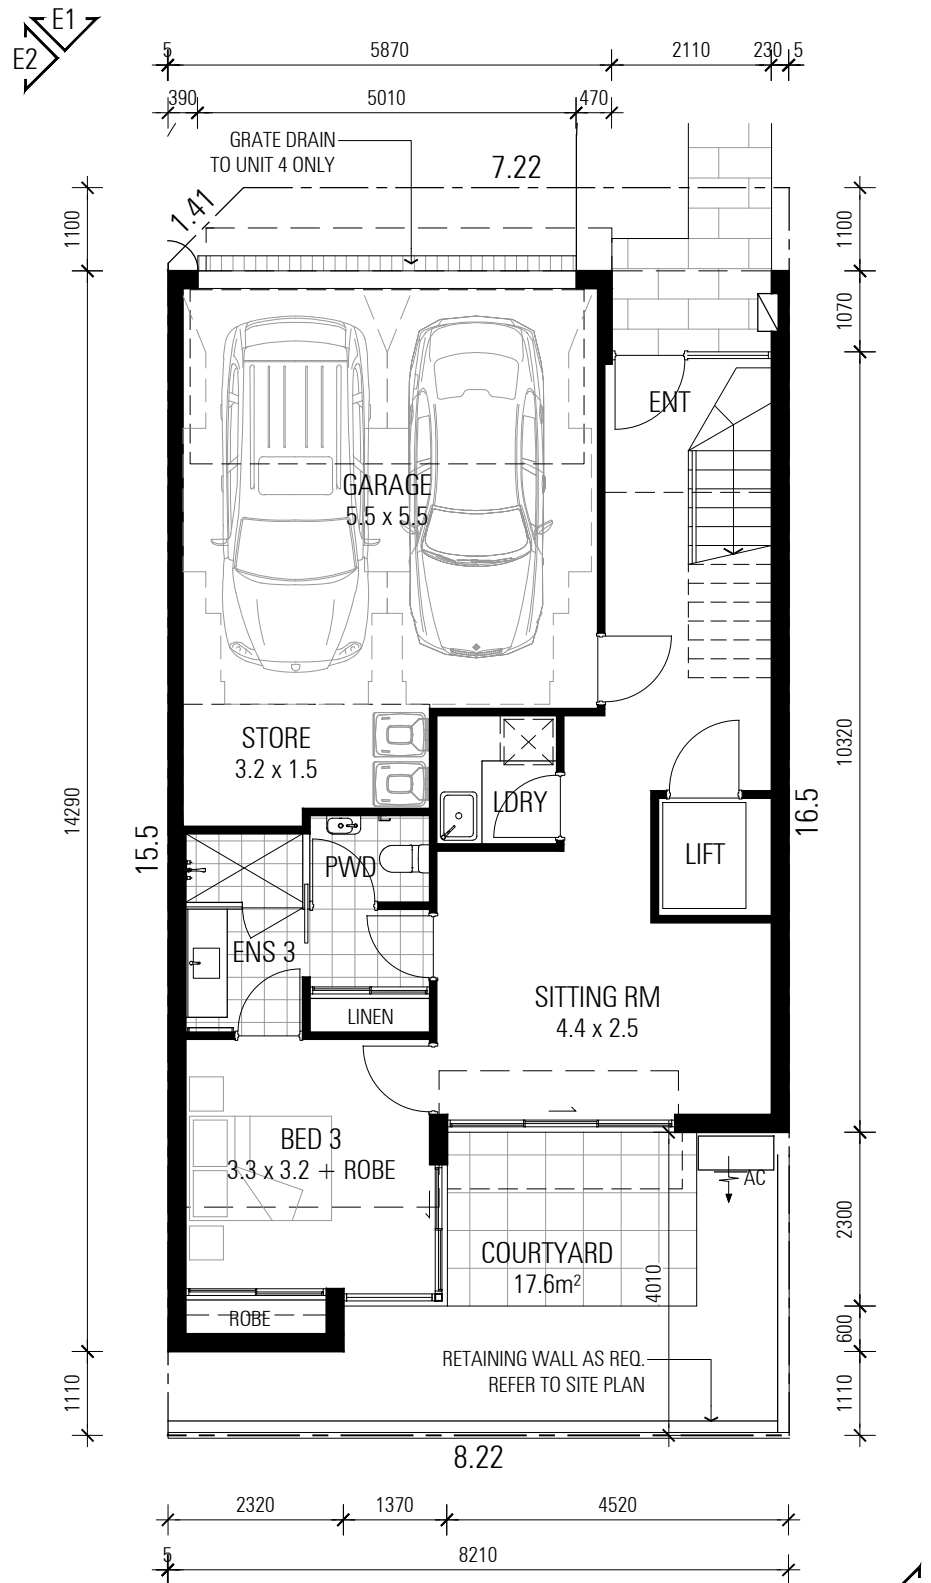 E1
E2
5
5870
2110
230
5
390
5010
470
GRATE DRAIN
TO UNIT 4 ONLY
7.22
1.41
1100
1100
1070
ENT
GARAGE
5.5 x 5.5
STORE
3.2 x 1.5
10320
14290
LDRY
16.5
15.5
LIFT
PWD
ENS 3
SITTING RM
4.4 x 2.5
LINEN
BED 3
3.3 x 3.2 + ROBE
AC
2300
COURTYARD
17.6m²
4010
ROBE
600
RETAINING WALL AS REQ.
REFER TO SITE PLAN
1110
1110
8.22
2320
1370
4520
5
8210